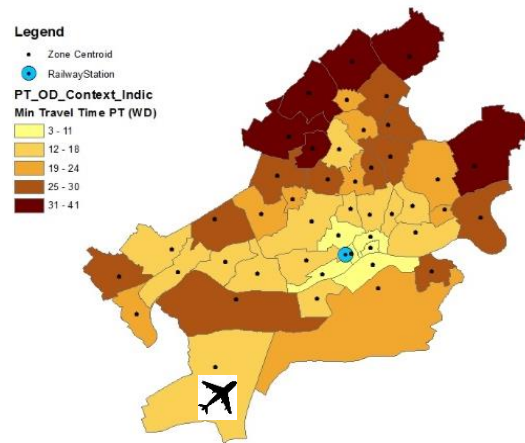 Legend
Zone Centroid
RailwayStation
PT_OD_Context_Indic
Min Travel Time PT (WD)
3 - 11
12 - 18
19 - 24
25 - 30
31 - 41